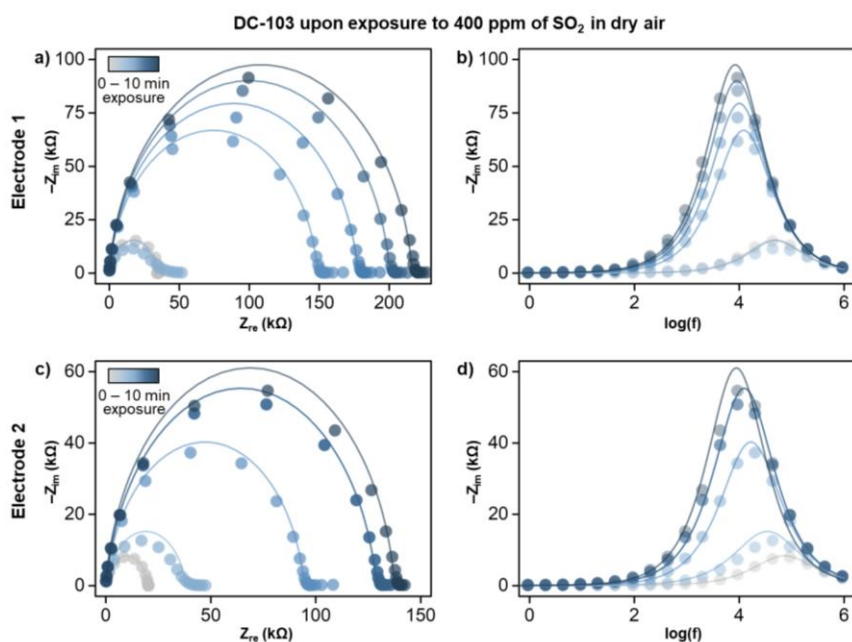 DC-103 upon exposure to 400 ppm of SO₂ in dry air
a)
0 – 10 min
exposure
Electrode 1
–Zim (kΩ)
100
75
50
25
0
0 50 100 150 200
Zre (kΩ)
b)
–Zim (kΩ)
100
75
50
25
0
0 2 4 6
log(f)
c)
0 – 10 min
exposure
Electrode 2
–Zim (kΩ)
60
40
20
0
0 50 100 150
Zre (kΩ)
d)
–Zim (kΩ)
60
40
20
0
0 2 4 6
log(f)